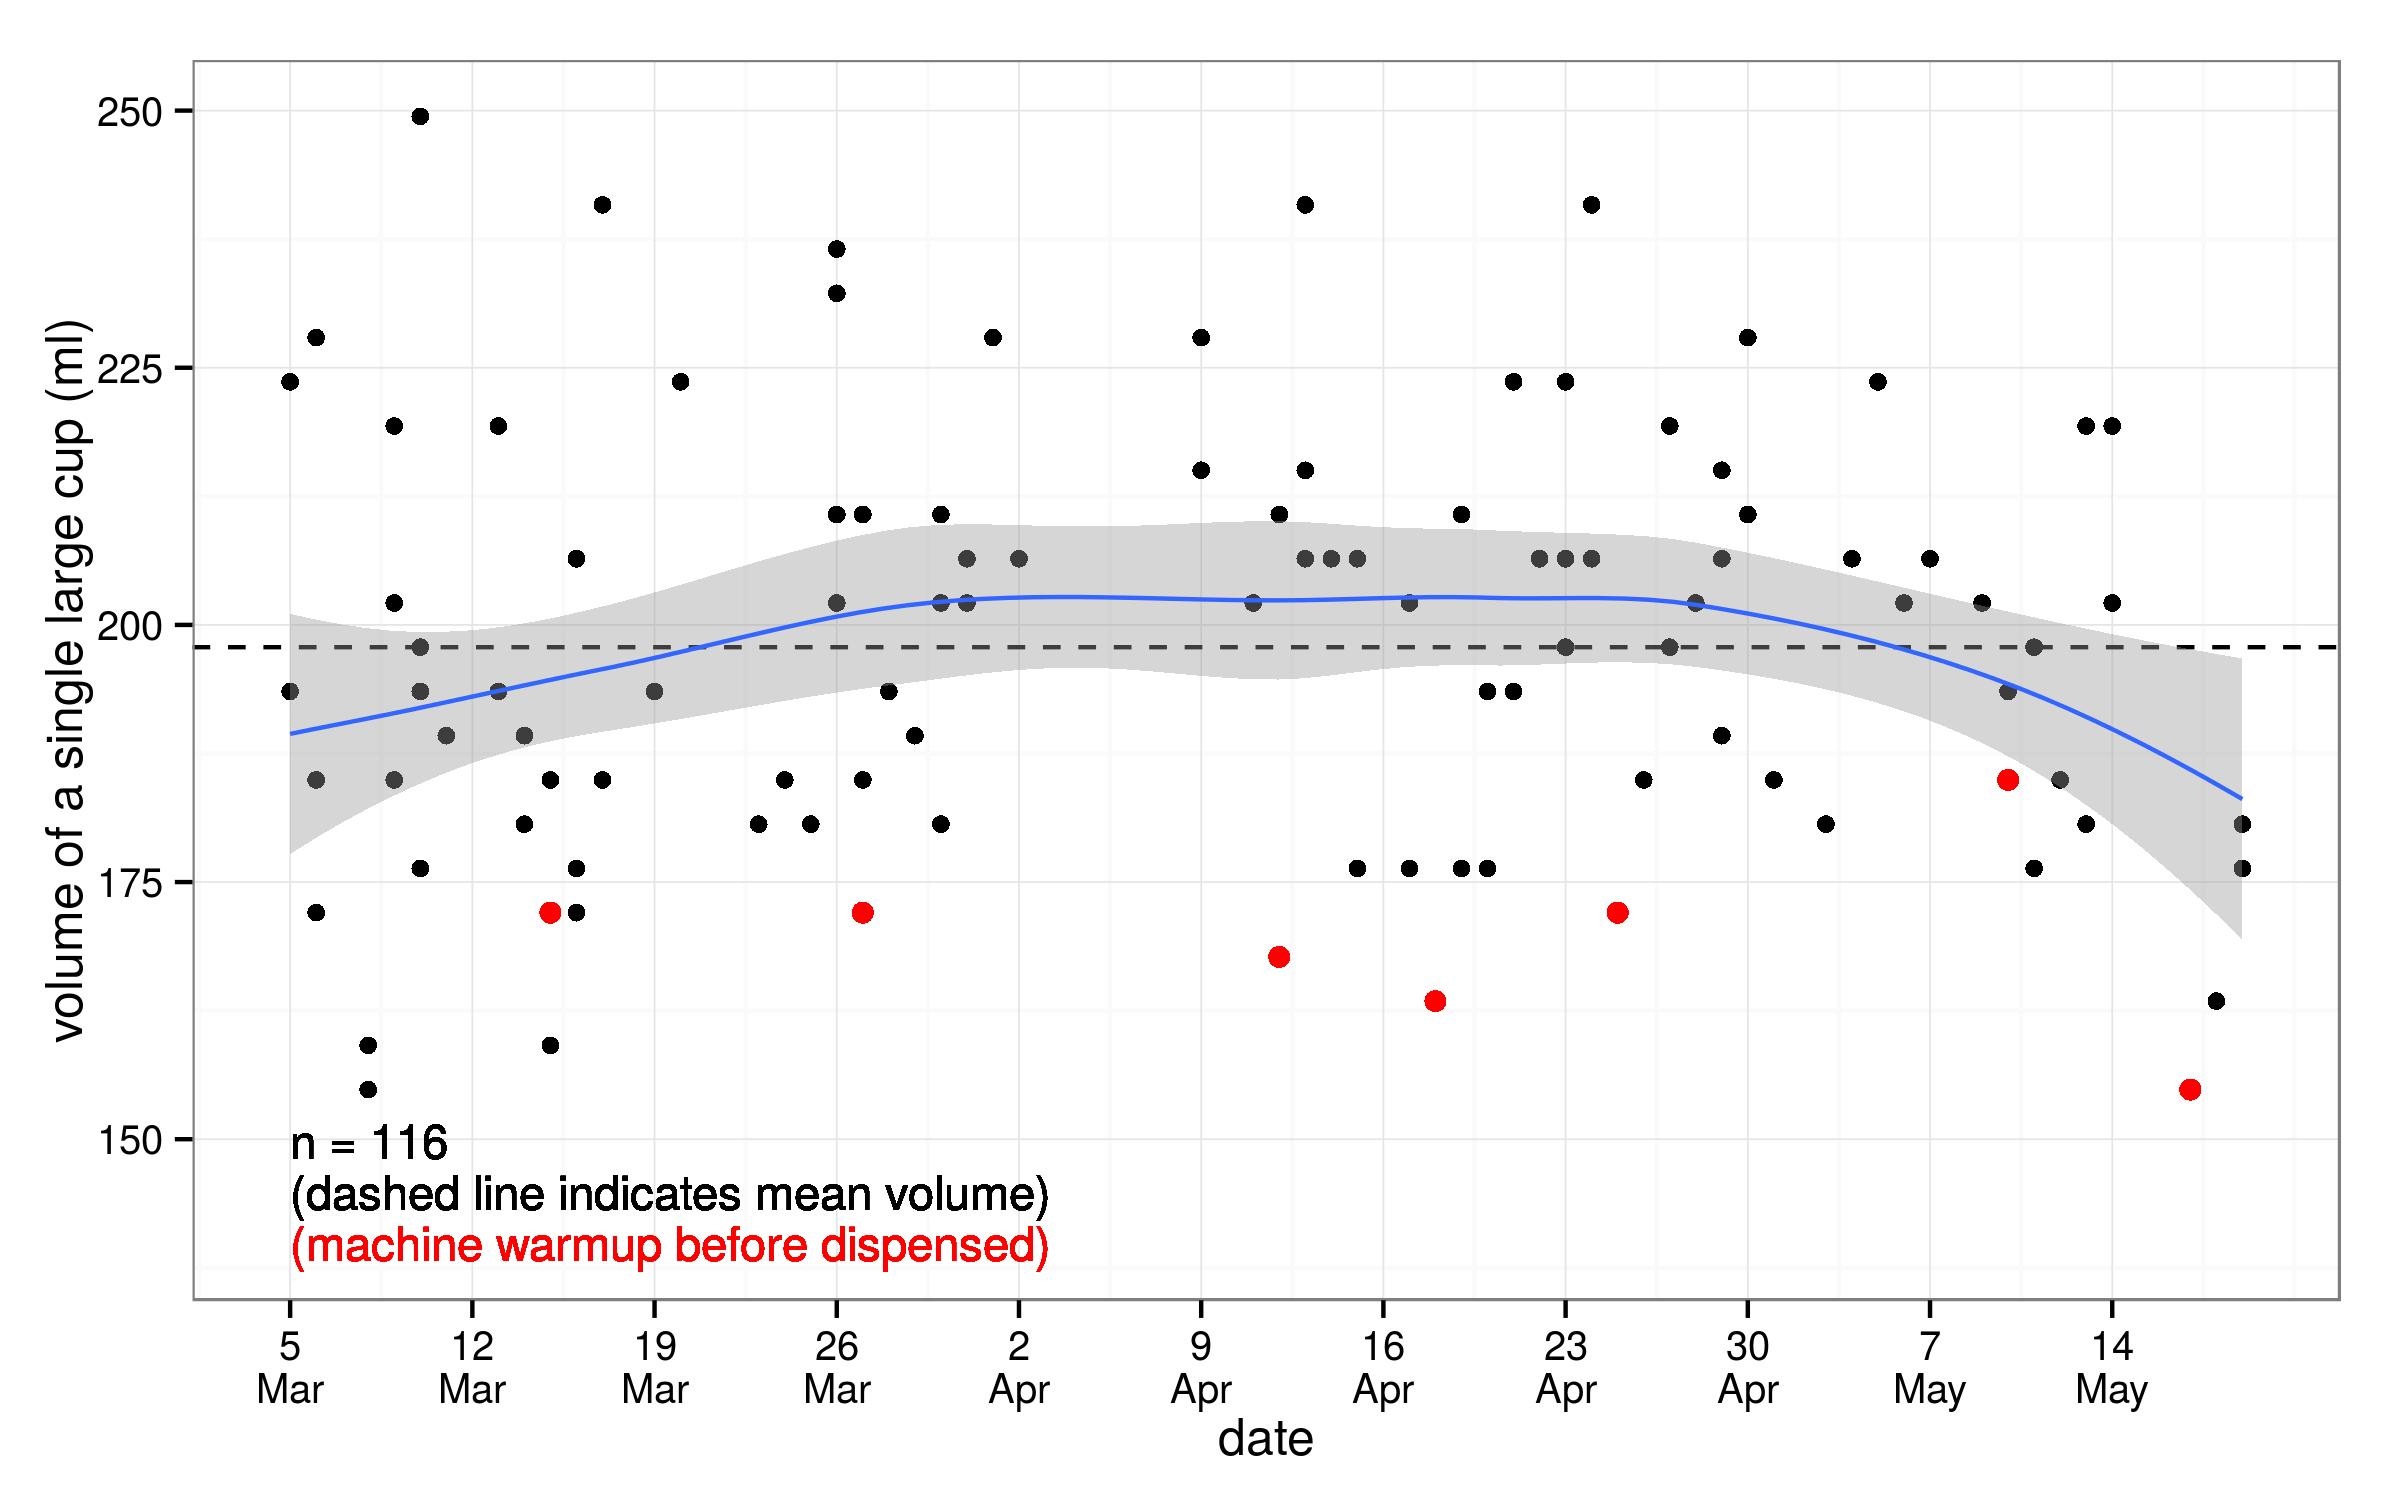 volume of a single large cup (ml)
250
225
200
175
150
n = 116
(dashed line indicates mean volume)
(machine warmup before dispensed)
5 12 19 26 2 9 16 23 30 7 14
Mar Mar Mar Mar Apr Apr Apr Apr Apr May May
date